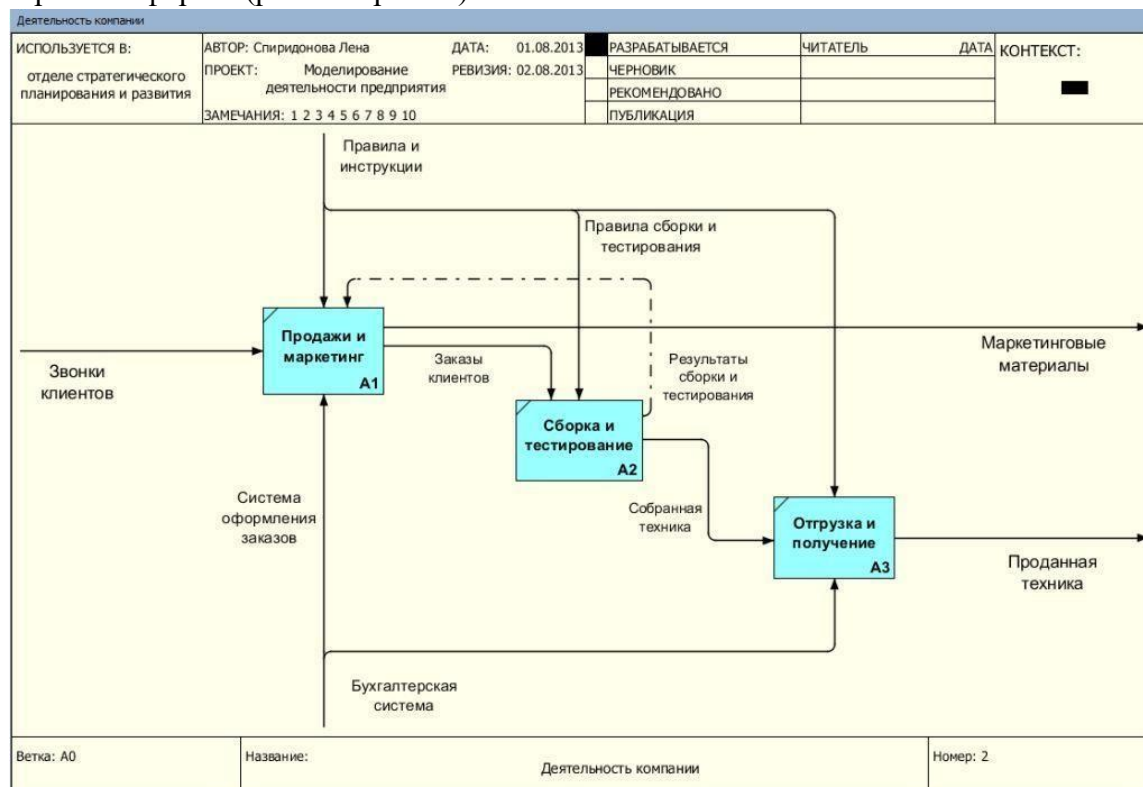 Деятельность компании
ИСПОЛЬЗУЕТСЯ В:
отделе стратегического
планирования и развития
АВТОР: Спиридонова Лена
ДАТА: 01.08.2013
ПРОЕКТ: Моделирование
деятельности предприятия
РЕВИЗИЯ: 02.08.2013
ЗАМЕЧАНИЯ: 1 2 3 4 5 6 7 8 9 10
РАЗРАБАТЫВАЕТСЯ
ЧЕРНОВИК
РЕКОМЕНДОВАНО
ПУБЛИКАЦИЯ
ЧИТАТЕЛЬ
ДАТА
КОНТЕКСТ:
Правила и
инструкции
Правила сборки и
тестирования
Продажи и
маркетинг
A1
Звонки
клиентов
Заказы
клиентов
Результаты
сборки и
тестирования
Маркетинговые
материалы
Сборка и
тестирование
A2
Система
оформления
заказов
Собранная
техника
Отгрузка и
получение
A3
Проданная
техника
Бухгалтерская
система
Ветка: A0
Название:
Деятельность компании
Номер: 2